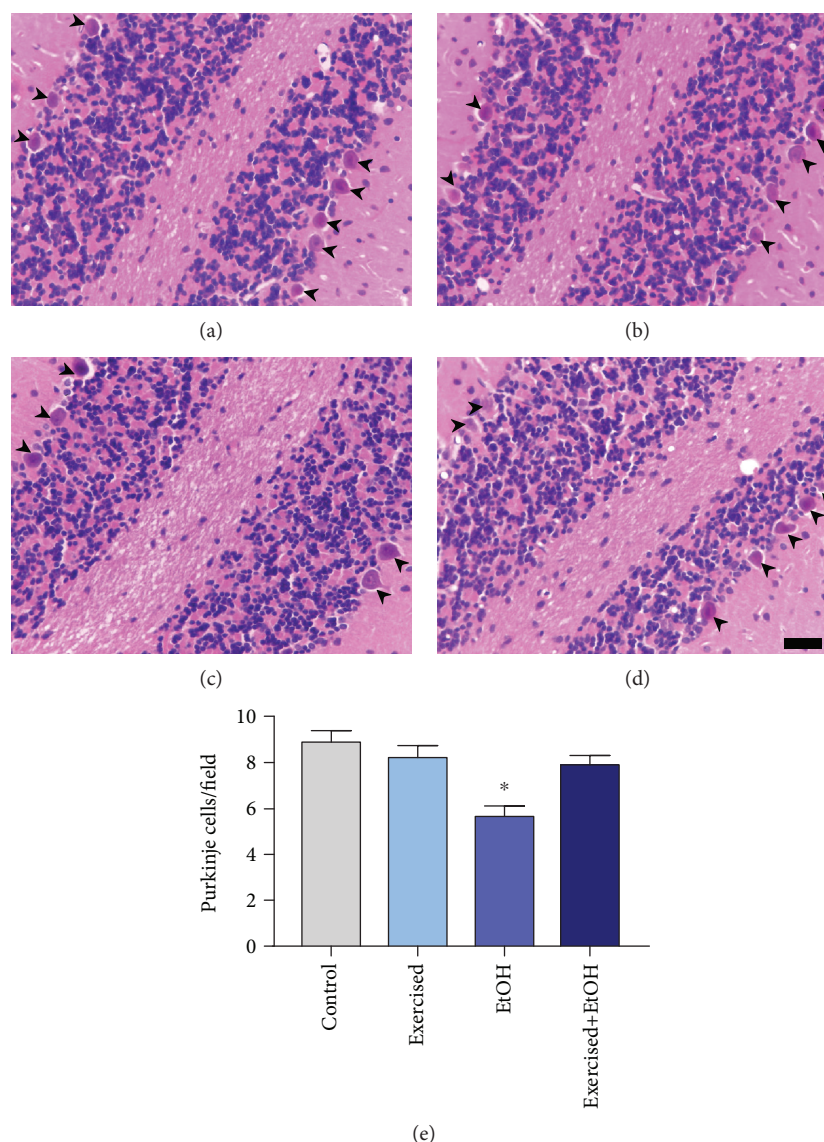 (a)
(b)
(c)
(d)
10
8
6
4
2
0
Purkinje cells/field
*
Control
Exercised
EtOH
Exercised+EtOH
(e)